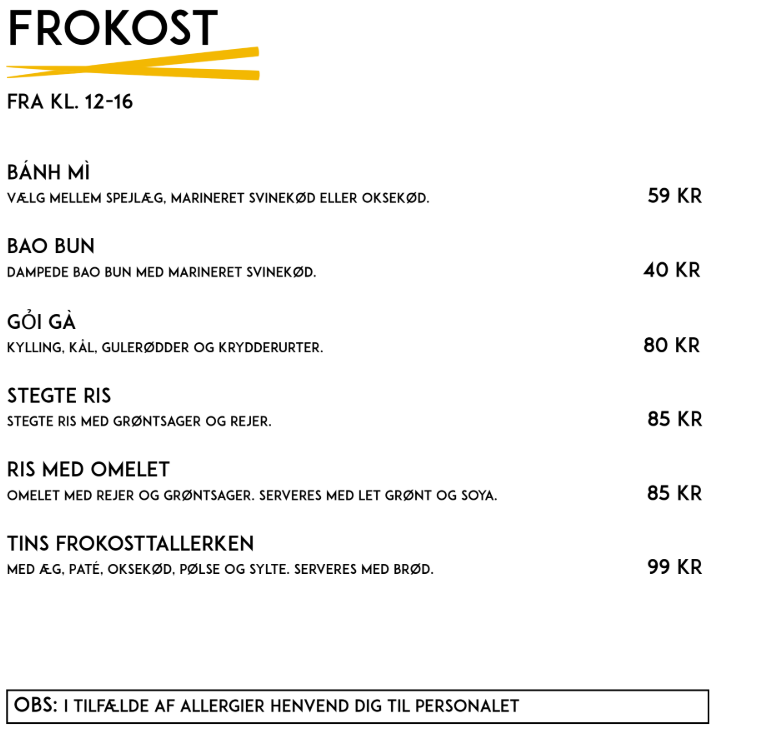 FROKOST
FRA KL. 12-16
BÁNH MÌ
VÆLG MELLEM SPEJLÆG, MARINERET SVINEKØD ELLER OKSEKØD.
59 KR
BAO BUN
DAMPEDE BAO BUN MED MARINERET SVINEKØD.
40 KR
GỎI GÀ
KYLLING, KÅL, GULERØDDER OG KRYDDERURTER.
80 KR
STEGTE RIS
STEGTE RIS MED GRØNTSAGER OG REJER.
85 KR
RIS MED OMELET
OMELET MED REJER OG GRØNTSAGER. SERVERES MED LET GRØNT OG SOYA.
85 KR
TINS FROKOSTTALLERKEN
MED ÆG, PATÉ, OKSEKØD, PØLSE OG SYLTE. SERVERES MED BRØD.
99 KR
OBS: I TILFÆLDE AF ALLERGIER HENVEND DIG TIL PERSONALET